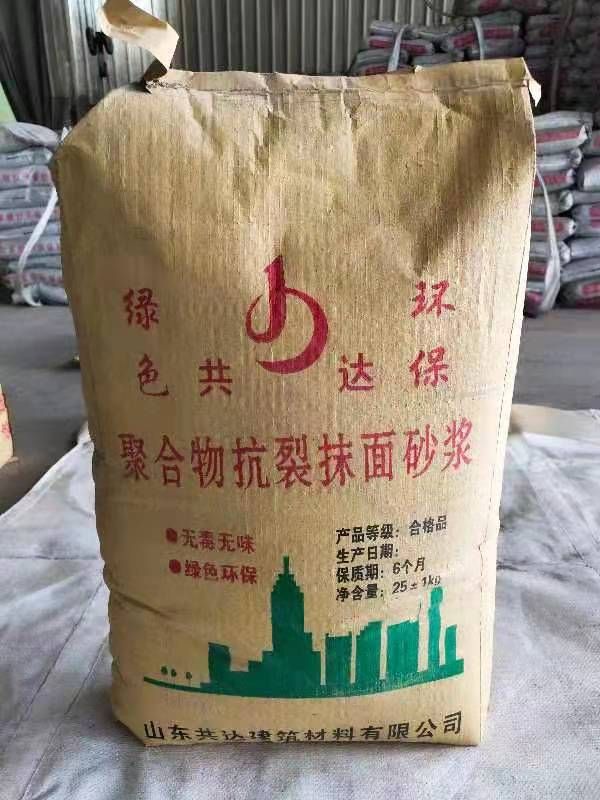 绿 环
色 共 达 保
聚合物抗裂抹面砂浆
●无毒无味
●绿色环保
产品等级：合格品
生产日期：
保质期：6个月
净含量：25±1kg
山东共达建筑材料有限公司